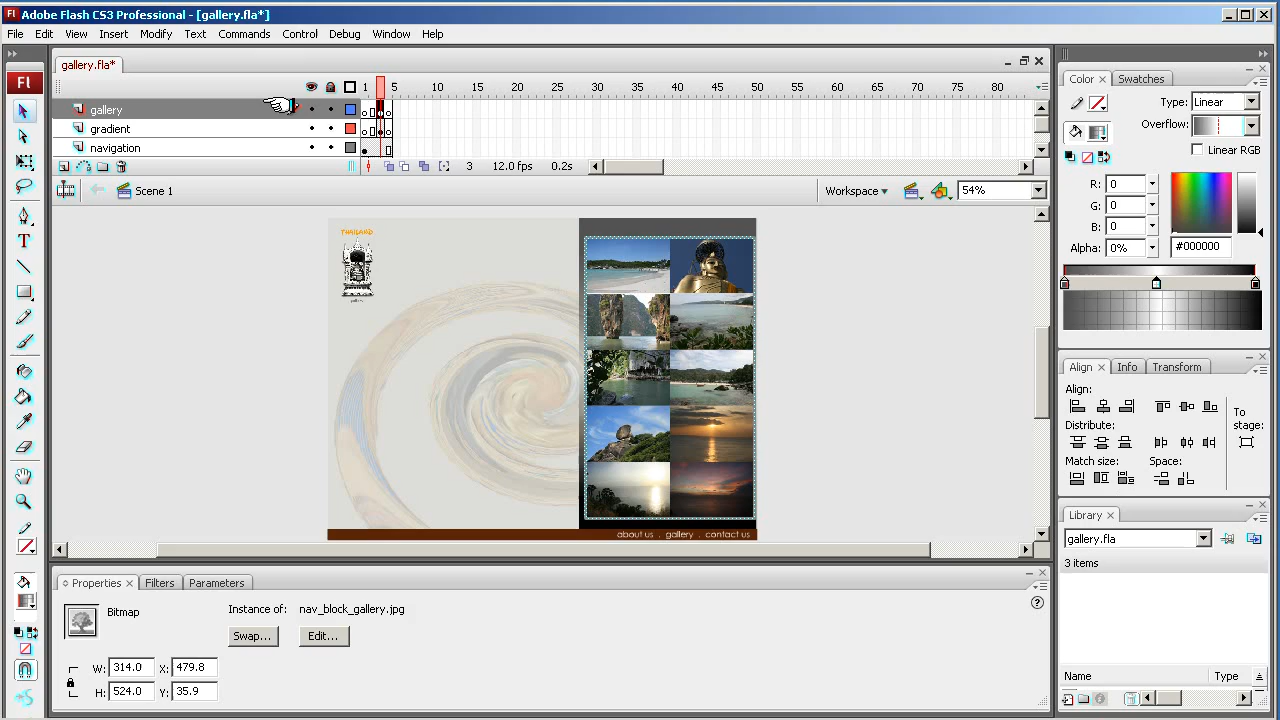 Fl Adobe Flash CS3 Professional - [gallery.fla*]
File Edit View Insert Modify Text Commands Control Debug Window Help
gallery.fla*
Fl
1 5 10 15 20 25 30 35 40 45 50 55 60 65 70 75 80
gallery
gradient
navigation
3 12.0 fps 0.2s
Scene 1
Workspace
54%
THAILAND
gallery
about us . gallery . contact us
Properties Filters Parameters
Bitmap
Instance of: nav_block_gallery.jpg
Swap... Edit...
W: 314.0 X: 479.8
H: 524.0 Y: 35.9
Color Swatches
Type: Linear
Overflow:
Linear RGB
R: 0
G: 0
B: 0
Alpha: 0% #000000
Align Info Transform
Align:
To stage:
Distribute:
Match size: Space:
Library
gallery.fla
3 items
Name Type